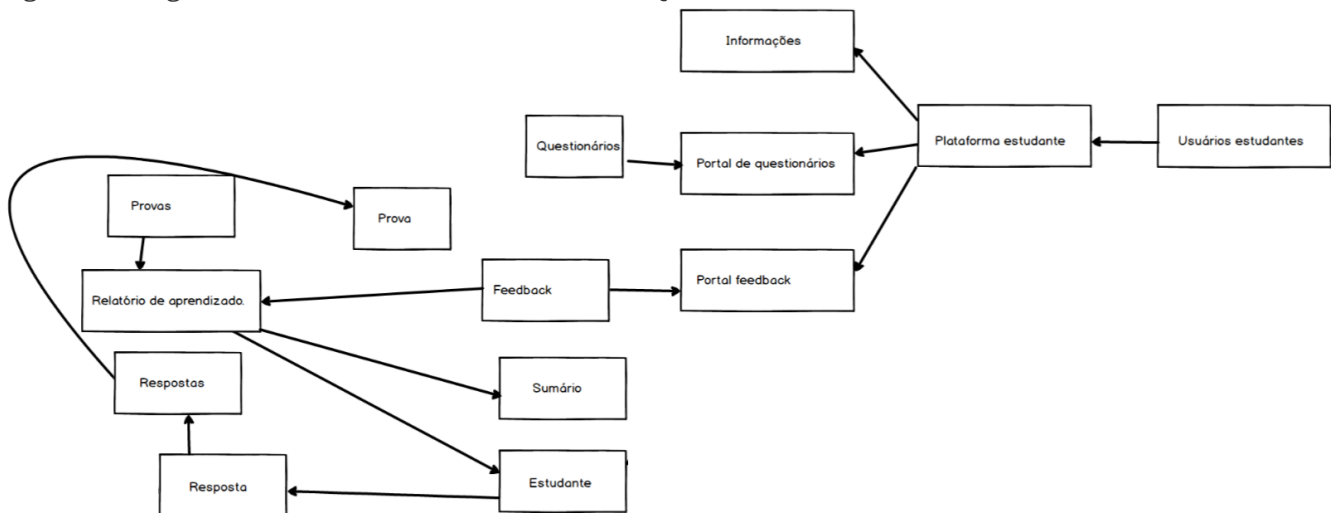 Informações
Questionários
Plataforma estudante
Usuários estudantes
Portal de questionários
Provas
Prova
Portal feedback
Feedback
Relatório de aprendizado.
Respostas
Sumário
Resposta
Estudante